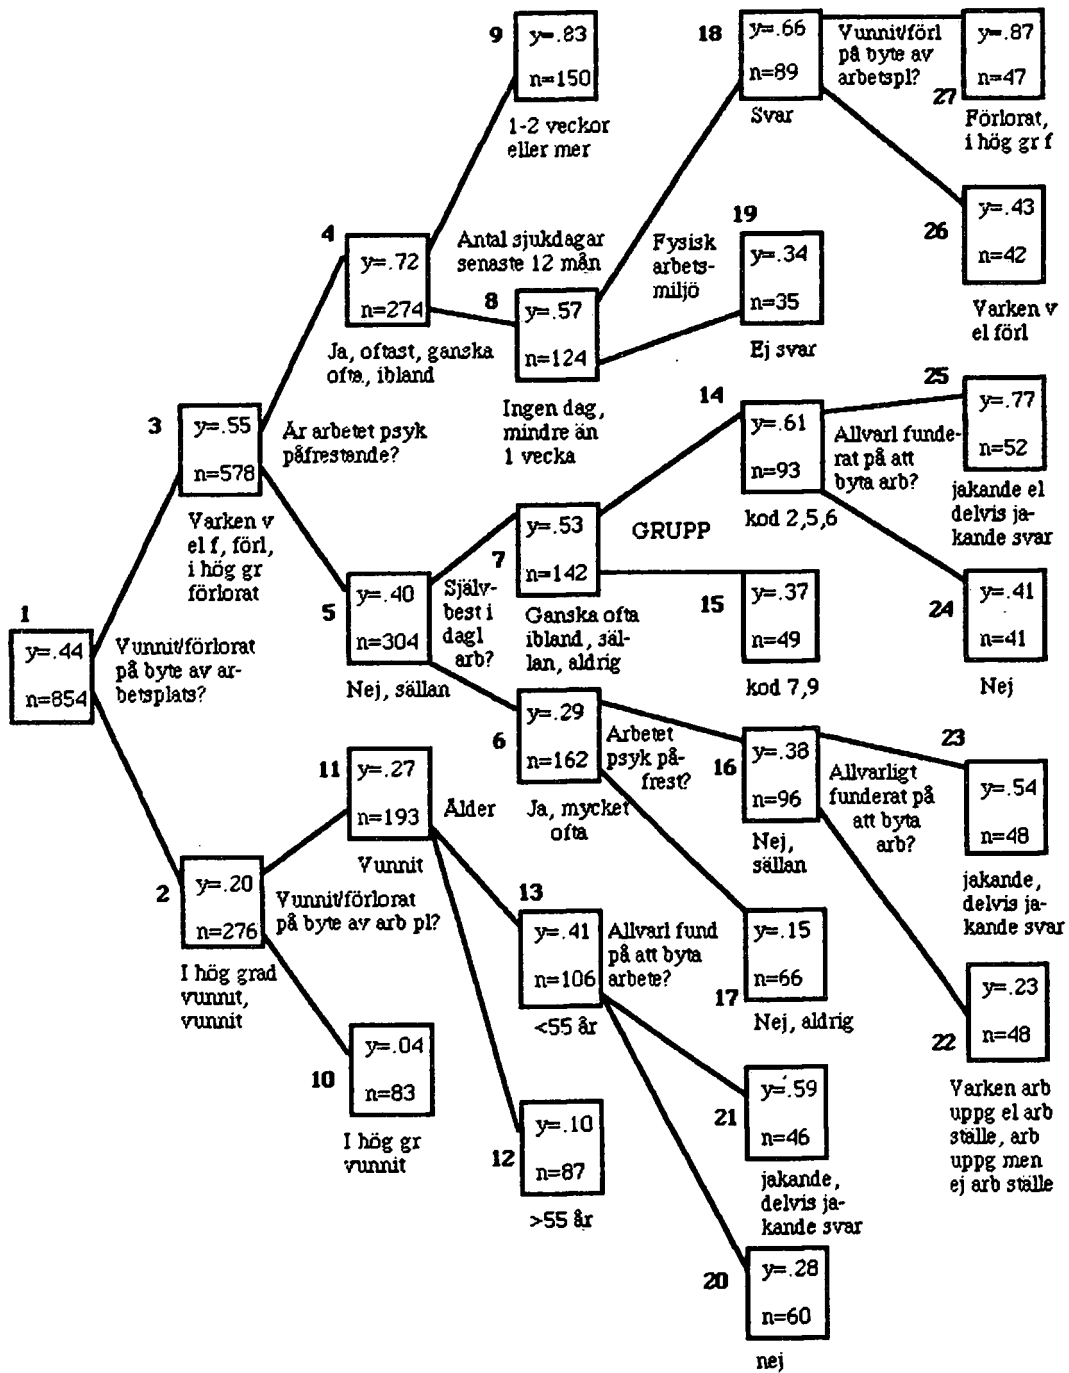 1
y=.44
n=854
Vunnit/förlorat
på byte av ar-
betsplats?
3
y=.55
n=578
Varken v
el f, förl,
i hög gr
förlorat
Är arbetet psyk
påfrestande?
2
y=.20
n=276
I hög grad
vunnit,
vunnit
Vunnit/förlorat
på byte av arb pl?
4
y=.72
n=274
Ja, oftast, ganska
ofta, ibland
Antal sjukdagar
senaste 12 mån
5
y=.40
n=304
Nej, sällan
Själv-
best i
dagl
arb?
11
y=.27
n=193
Vunnit
Ålder
10
y=.04
n=83
I hög gr
vunnit
9
y=.83
n=150
1-2 veckor
eller mer
8
y=.57
n=124
Ingen dag,
mindre än
1 vecka
Fysisk
arbets-
miljö
7
y=.53
n=142
Ganska ofta
ibland, säl-
lan, aldrig
GRUPP
6
y=.29
n=162
Ja, mycket
ofta
Arbetet
psyk på-
frest?
13
y=.41
n=106
<55 år
Allvarl fund
på att byta
arbete?
12
y=.10
n=87
>55 år
18
y=.66
n=89
Svar
Vunnit/förl
på byte av
arbetspl?
19
y=.34
n=35
Ej svar
14
y=.61
n=93
kod 2,5,6
Allvarl funde-
rat på att
byta arb?
15
y=.37
n=49
kod 7,9
16
y=.38
n=96
Nej,
sällan
Allvarligt
funderat på
att byta
arb?
17
y=.15
n=66
Nej, aldrig
21
y=.59
n=46
jakande,
delvis ja-
kande svar
20
y=.28
n=60
nej
27
y=.87
n=47
Förlorat,
i hög gr f
26
y=.43
n=42
Varken v
el förl
25
y=.77
n=52
jakande el
delvis ja-
kande svar
24
y=.41
n=41
Nej
23
y=.54
n=48
jakande,
delvis ja-
kande svar
22
y=.23
n=48
Varken arb
uppg el arb
ställe, arb
uppg men
ej arb ställe